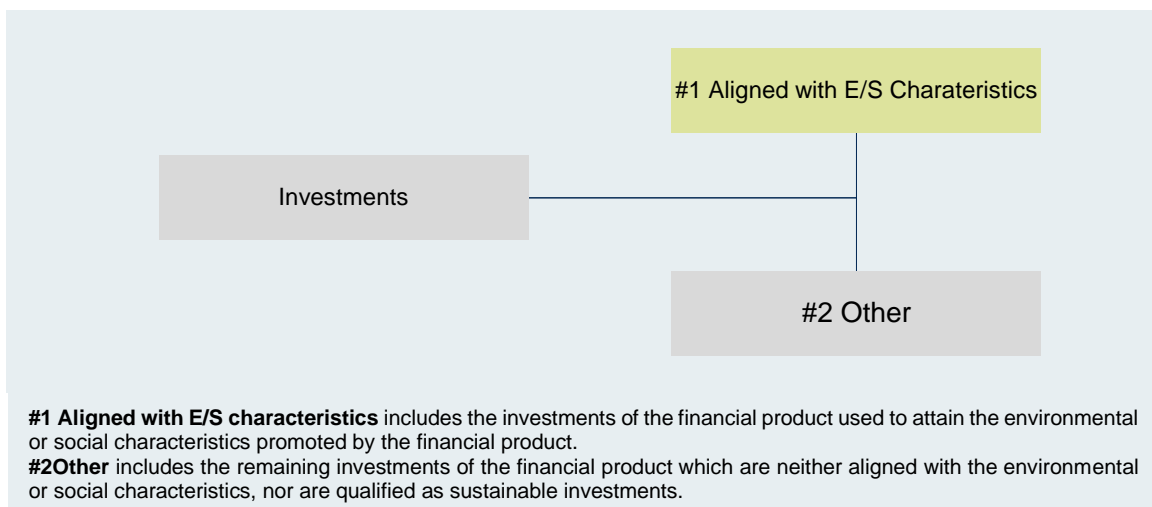 #1 Aligned with E/S Charateristics
Investments
#2 Other
#1 Aligned with E/S characteristics includes the investments of the financial product used to attain the environmental
or social characteristics promoted by the financial product.
#2Other includes the remaining investments of the financial product which are neither aligned with the environmental
or social characteristics, nor are qualified as sustainable investments.